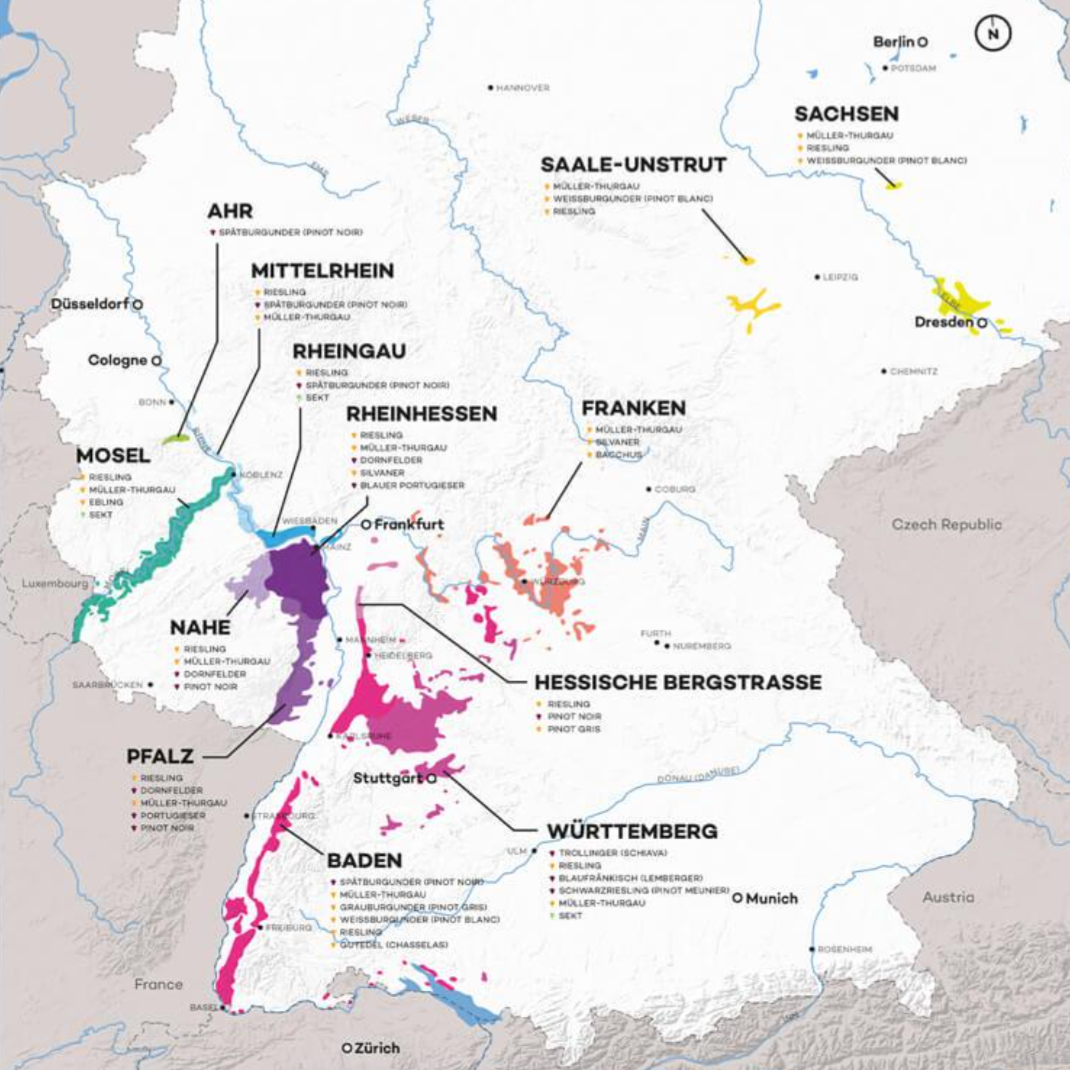 N
Berlin
POTSDAM
HANNOVER
WESER
EMS
SACHSEN
MÜLLER-THURGAU
RIESLING
WEISSBURGUNDER (PINOT BLANC)
SAALE-UNSTRUT
MÜLLER-THURGAU
WEISSBURGUNDER (PINOT BLANC)
RIESLING
AHR
SPÄTBURGUNDER (PINOT NOIR)
MITTELRHEIN
RIESLING
SPÄTBURGUNDER (PINOT NOIR)
MÜLLER-THURGAU
LEIPZIG
ELBE
Dresden
CHEMNITZ
Düsseldorf
Cologne
BONN
RHEINGAU
RIESLING
SPÄTBURGUNDER (PINOT NOIR)
SEKT
RHEINHESSEN
RIESLING
MÜLLER-THURGAU
DORNFELDER
SILVANER
BLAUER PORTUGIESER
FRANKEN
MÜLLER-THURGAU
SILVANER
BACCHUS
MOSEL
RIESLING
MÜLLER-THURGAU
EBLING
SEKT
KOBLENZ
COBURG
WIESBADEN
Frankfurt
MAIN
MAINZ
Czech Republic
Luxembourg
WÜRZBURG
NAHE
RIESLING
MÜLLER-THURGAU
DORNFELDER
PINOT NOIR
MANNHEIM
HEIDELBERG
FURTH
NUREMBERG
SAARBRÜCKEN
HESSISCHE BERGSTRASSE
RIESLING
PINOT NOIR
PINOT GRIS
KARLSRUHE
PFALZ
RIESLING
DORNFELDER
MÜLLER-THURGAU
PORTUGIESER
PINOT NOIR
Stuttgart
DONAU (DANUBE)
STRASBOURG
WÜRTTEMBERG
TROLLINGER (SCHIAVA)
RIESLING
BLAUFRÄNKISCH (LEMBERGER)
SCHWARZRIESLING (PINOT MEUNIER)
MÜLLER-THURGAU
SEKT
ULM
BADEN
SPÄTBURGUNDER (PINOT NOIR)
MÜLLER-THURGAU
GRAUBURGUNDER (PINOT GRIS)
WEISSBURGUNDER (PINOT BLANC)
RIESLING
GUTEDEL (CHASSELAS)
Munich
Austria
FREIBURG
ROSENHEIM
France
BASEL
INN
Zürich